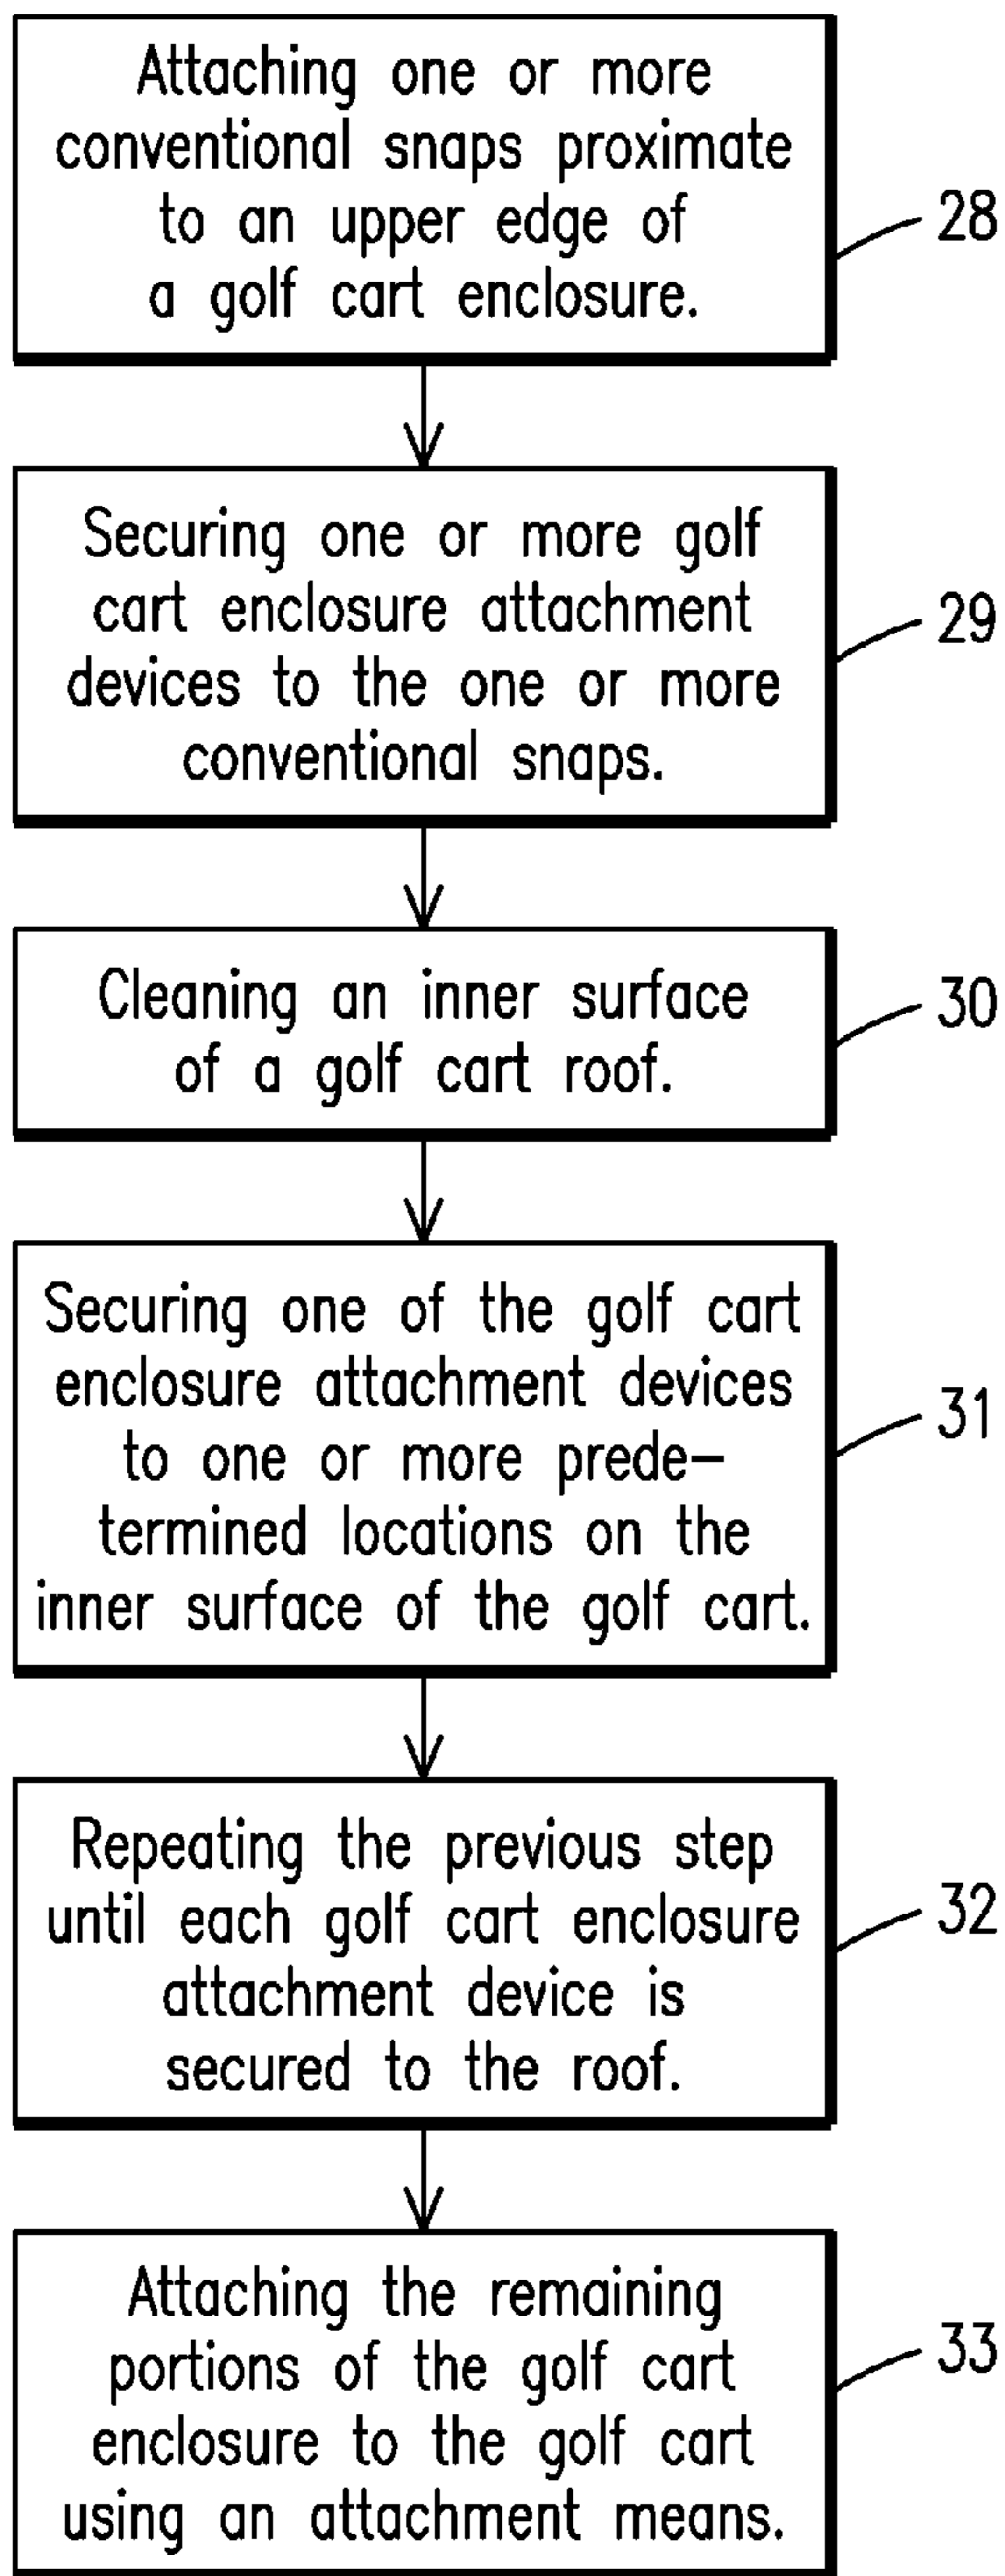 Attaching one or more
conventional snaps proximate
to an upper edge of
a golf cart enclosure.
28
Securing one or more golf
cart enclosure attachment
devices to the one or more
conventional snaps.
29
Cleaning an inner surface
of a golf cart roof.
30
Securing one of the golf cart
enclosure attachment devices
to one or more prede-
termined locations on the
inner surface of the golf cart.
31
Repeating the previous step
until each golf cart enclosure
attachment device is
secured to the roof.
32
Attaching the remaining
portions of the golf cart
enclosure to the golf cart
using an attachment means.
33